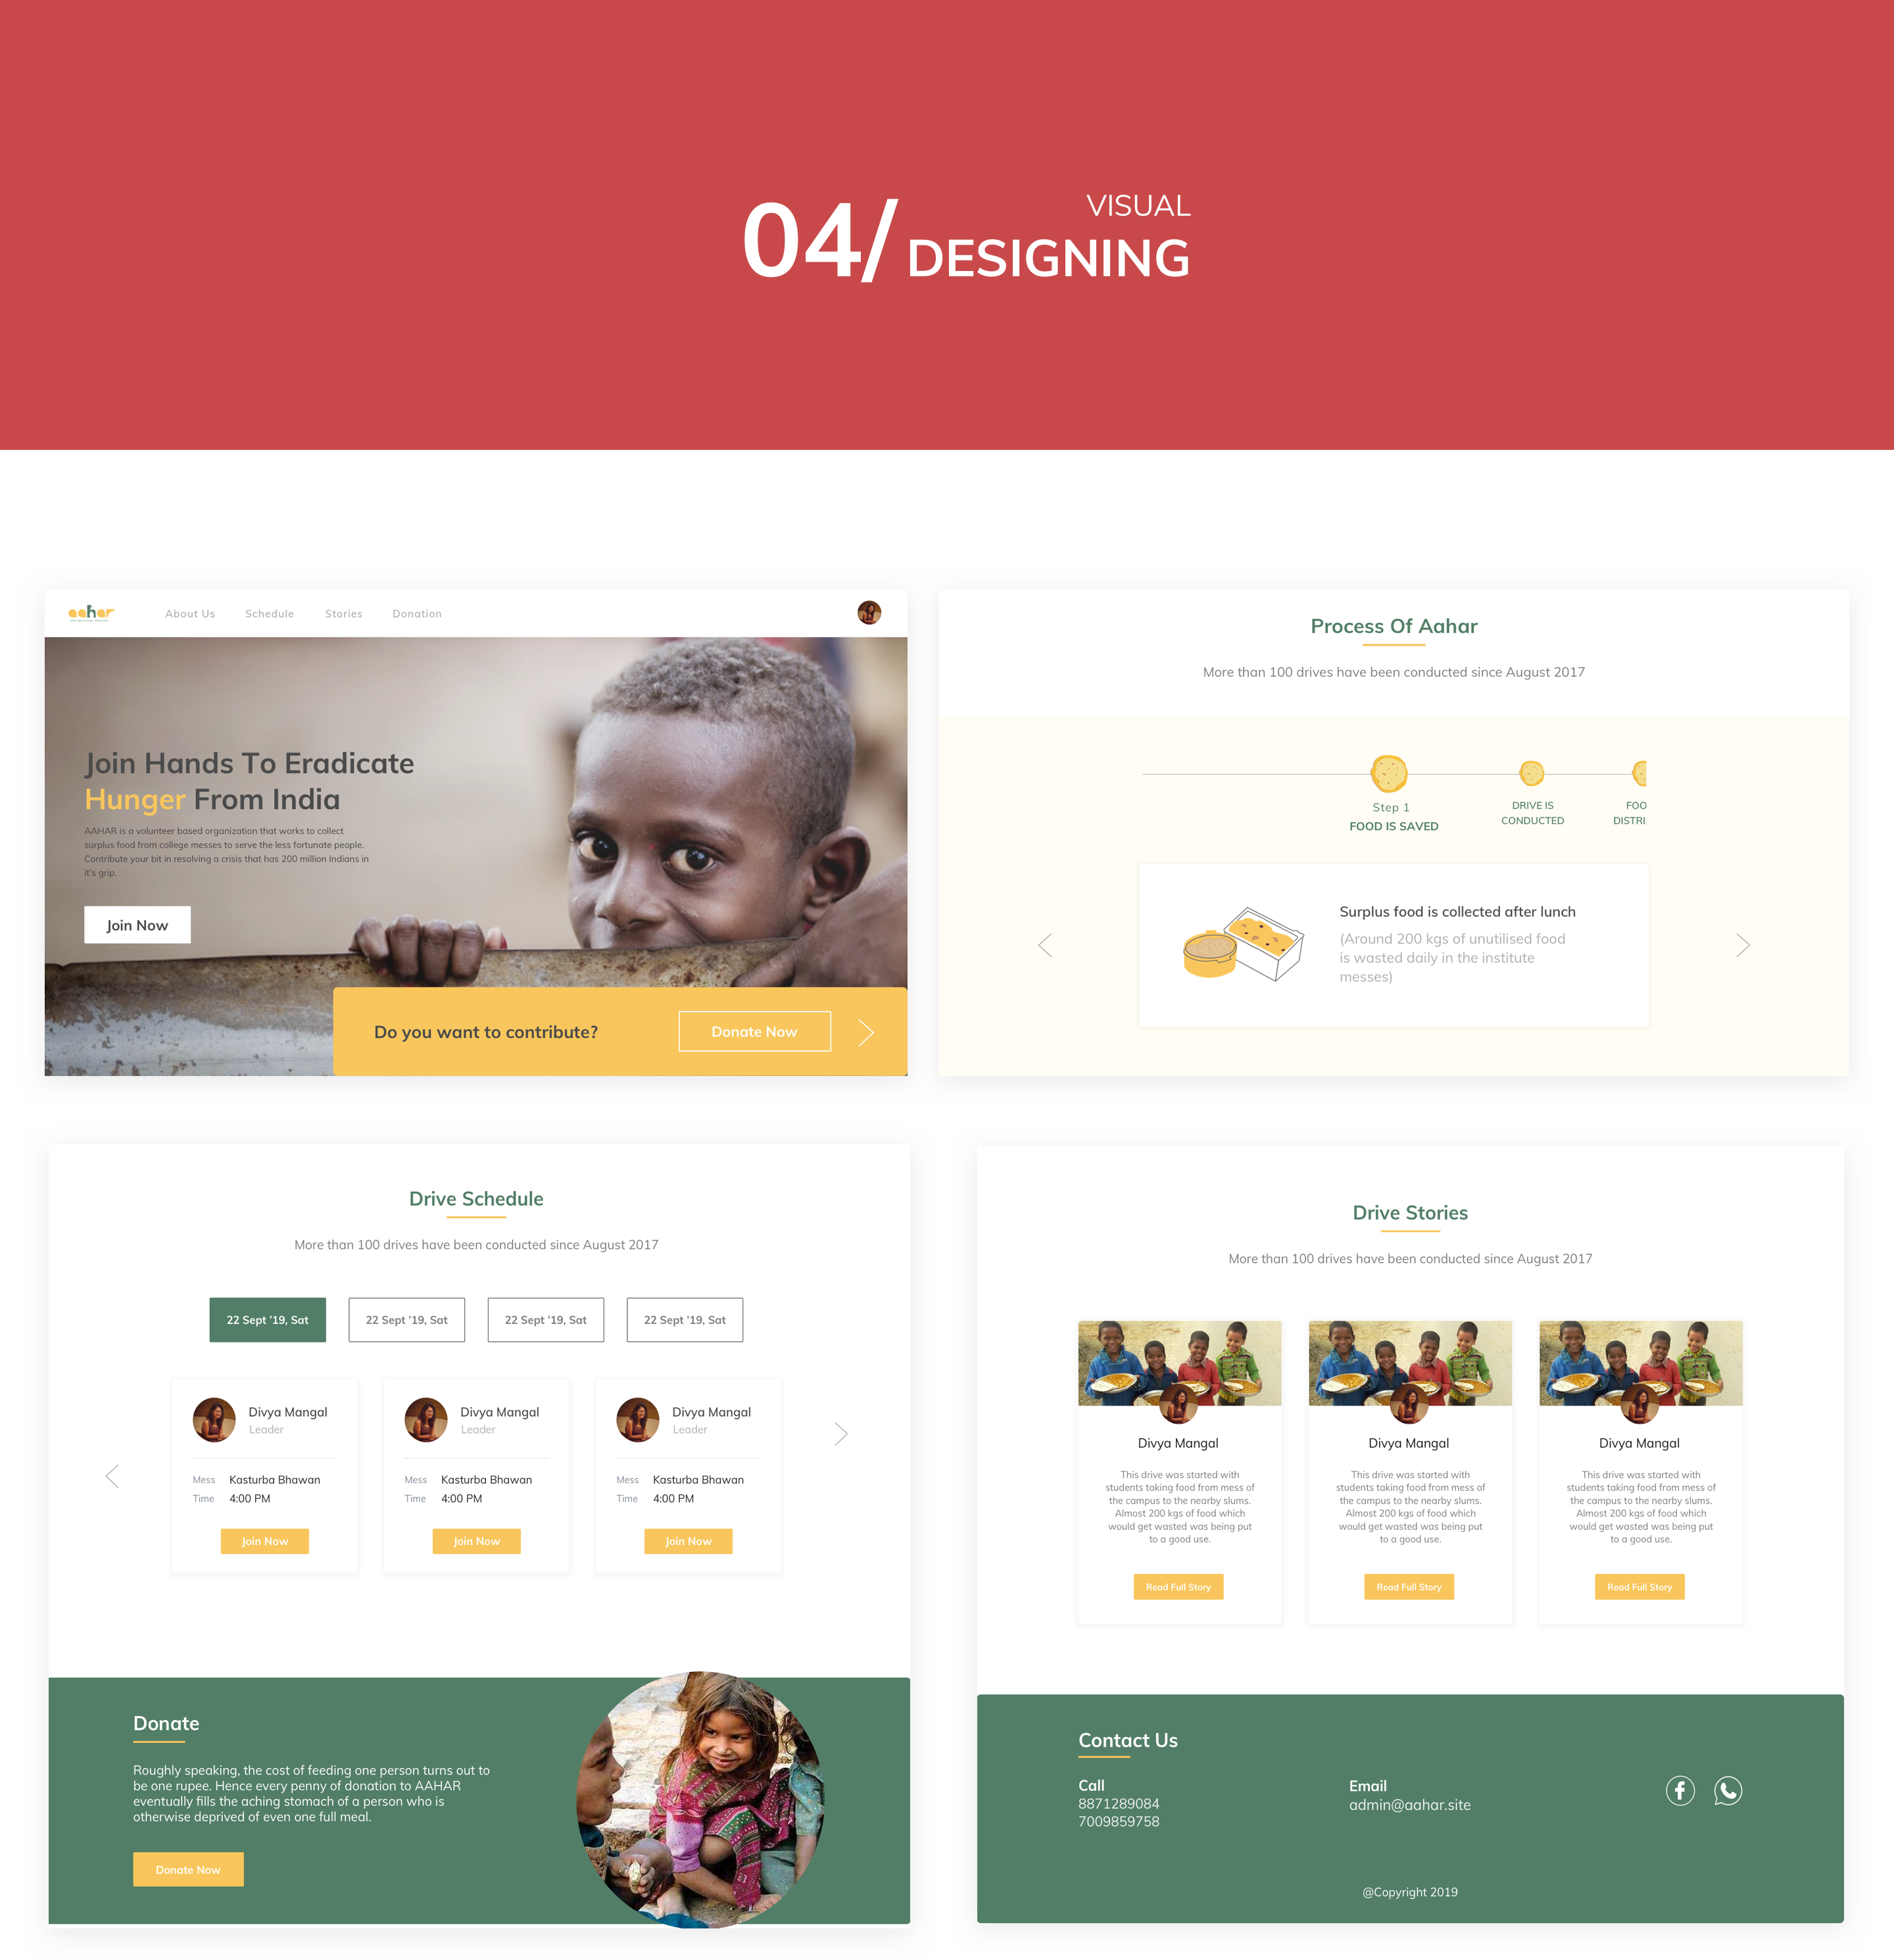 04/
VISUAL
DESIGNING
aahar
About Us
Schedule
Stories
Donation
Join Hands To Eradicate
Hunger From India
AAHAR is a volunteer based organization that works to collect
surplus food from college messes to serve the less fortunate people.
Contribute your bit in resolving a crisis that has 200 million Indians in
it's grip.
Join Now
Do you want to contribute?
Donate Now
Process Of Aahar
More than 100 drives have been conducted since August 2017
Step 1
FOOD IS SAVED
DRIVE IS
CONDUCTED
FOO
DISTRI
Surplus food is collected after lunch
(Around 200 kgs of unutilised food
is wasted daily in the institute
messes)
Drive Schedule
More than 100 drives have been conducted since August 2017
22 Sept '19, Sat
22 Sept '19, Sat
22 Sept '19, Sat
22 Sept '19, Sat
Divya Mangal
Leader
Mess Kasturba Bhawan
Time 4:00 PM
Join Now
Divya Mangal
Leader
Mess Kasturba Bhawan
Time 4:00 PM
Join Now
Divya Mangal
Leader
Mess Kasturba Bhawan
Time 4:00 PM
Join Now
Donate
Roughly speaking, the cost of feeding one person turns out to
be one rupee. Hence every penny of donation to AAHAR
eventually fills the aching stomach of a person who is
otherwise deprived of even one full meal.
Donate Now
Drive Stories
More than 100 drives have been conducted since August 2017
Divya Mangal
This drive was started with
students taking food from mess of
the campus to the nearby slums.
Almost 200 kgs of food which
would get wasted was being put
to a good use.
Read Full Story
Divya Mangal
This drive was started with
students taking food from mess of
the campus to the nearby slums.
Almost 200 kgs of food which
would get wasted was being put
to a good use.
Read Full Story
Divya Mangal
This drive was started with
students taking food from mess of
the campus to the nearby slums.
Almost 200 kgs of food which
would get wasted was being put
to a good use.
Read Full Story
Contact Us
Call
8871289084
7009859758
Email
admin@aahar.site
@Copyright 2019